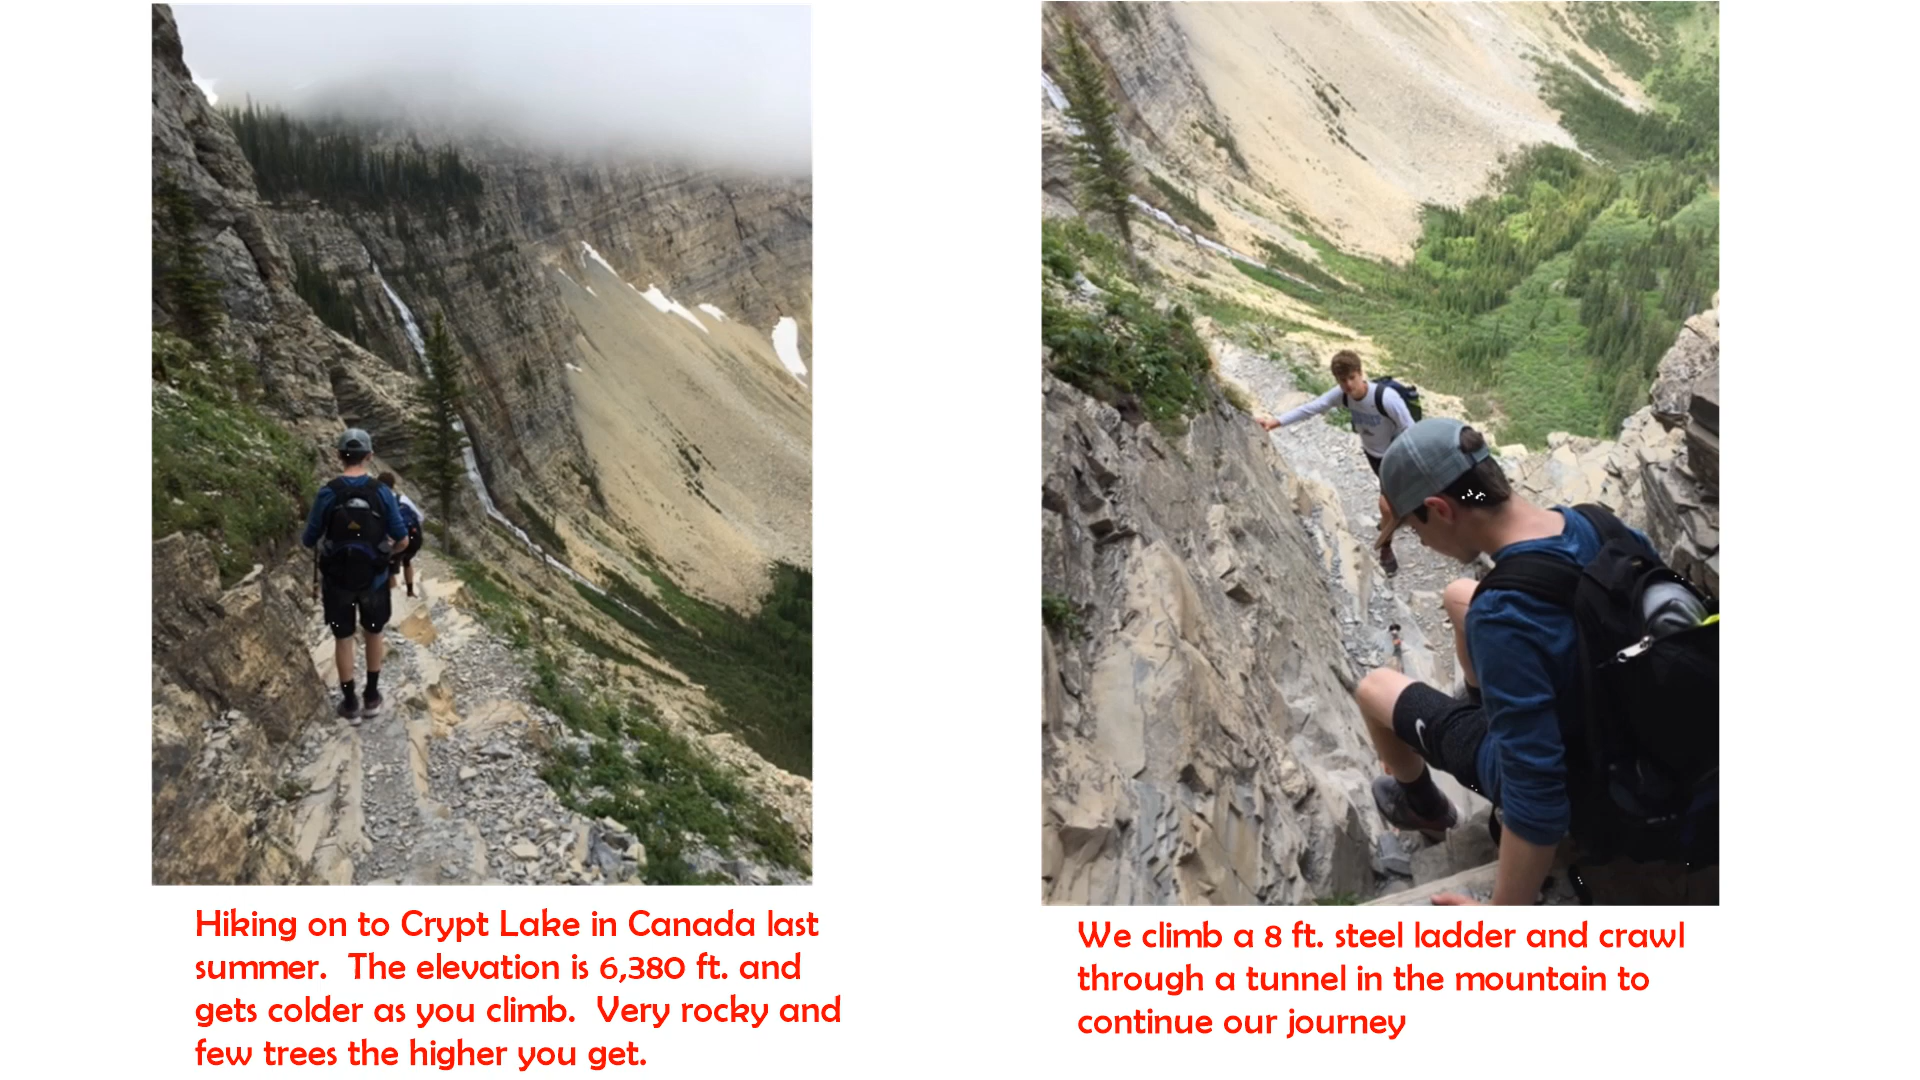 Hiking on to Crypt Lake in Canada last
summer.  The elevation is 6,380 ft. and
gets colder as you climb.  Very rocky and
few trees the higher you get.
We climb a 8 ft. steel ladder and crawl
through a tunnel in the mountain to
continue our journey